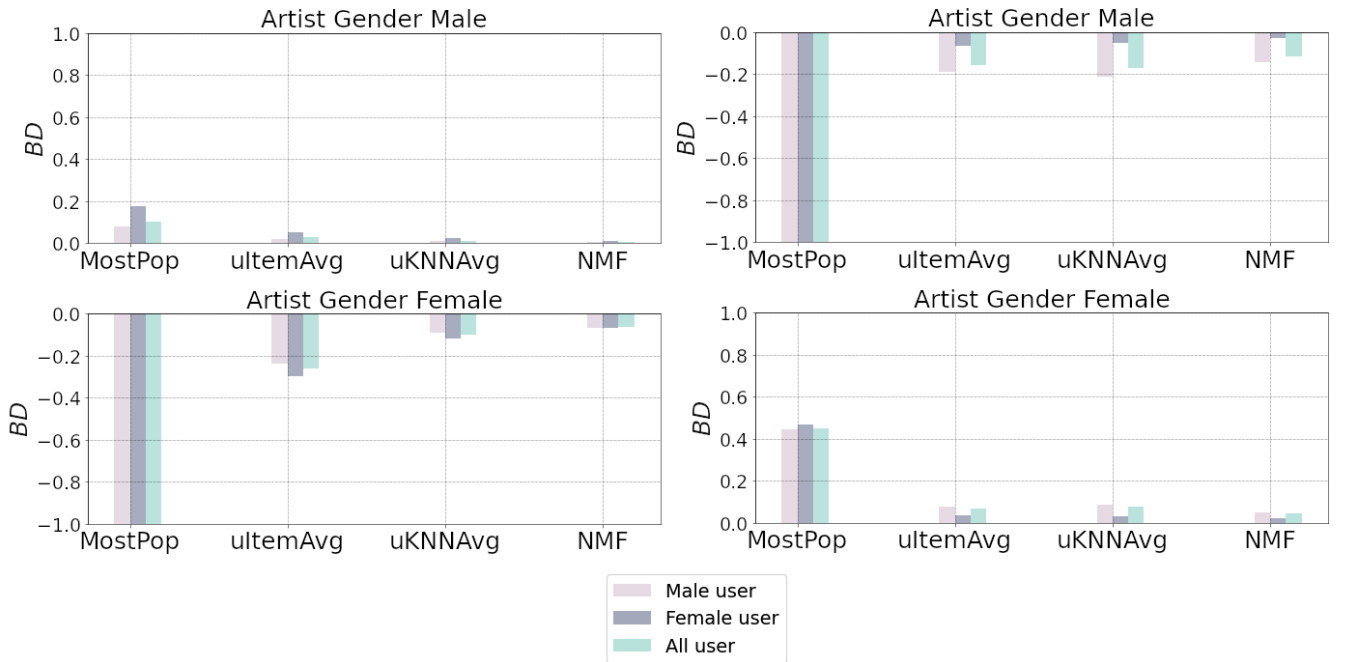 Artist Gender Male
1.0
0.8
0.6
0.4
0.2
0.0
BD
MostPop uItemAvg uKNNAvg NMF
Artist Gender Male
0.0
−0.2
−0.4
−0.6
−0.8
−1.0
BD
MostPop uItemAvg uKNNAvg NMF
Artist Gender Female
0.0
−0.2
−0.4
−0.6
−0.8
−1.0
BD
MostPop uItemAvg uKNNAvg NMF
Artist Gender Female
1.0
0.8
0.6
0.4
0.2
0.0
BD
MostPop uItemAvg uKNNAvg NMF
Male user
Female user
All user